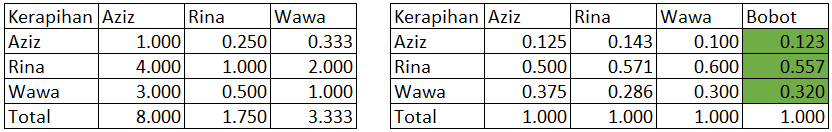 Kerapihan Aziz Rina Wawa
Aziz 1.000 0.250 0.333
Rina 4.000 1.000 2.000
Wawa 3.000 0.500 1.000
Total 8.000 1.750 3.333
Kerapihan Aziz Rina Wawa Bobot
Aziz 0.125 0.143 0.100 0.123
Rina 0.500 0.571 0.600 0.557
Wawa 0.375 0.286 0.300 0.320
Total 1.000 1.000 1.000 1.000